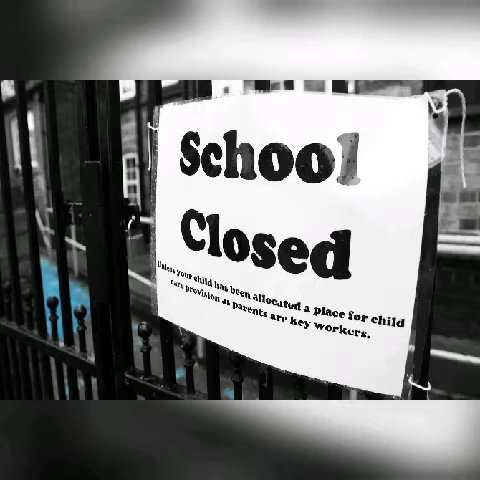 School
Closed
Unless your child has been allocated a place for child
care provision as parents are key workers.